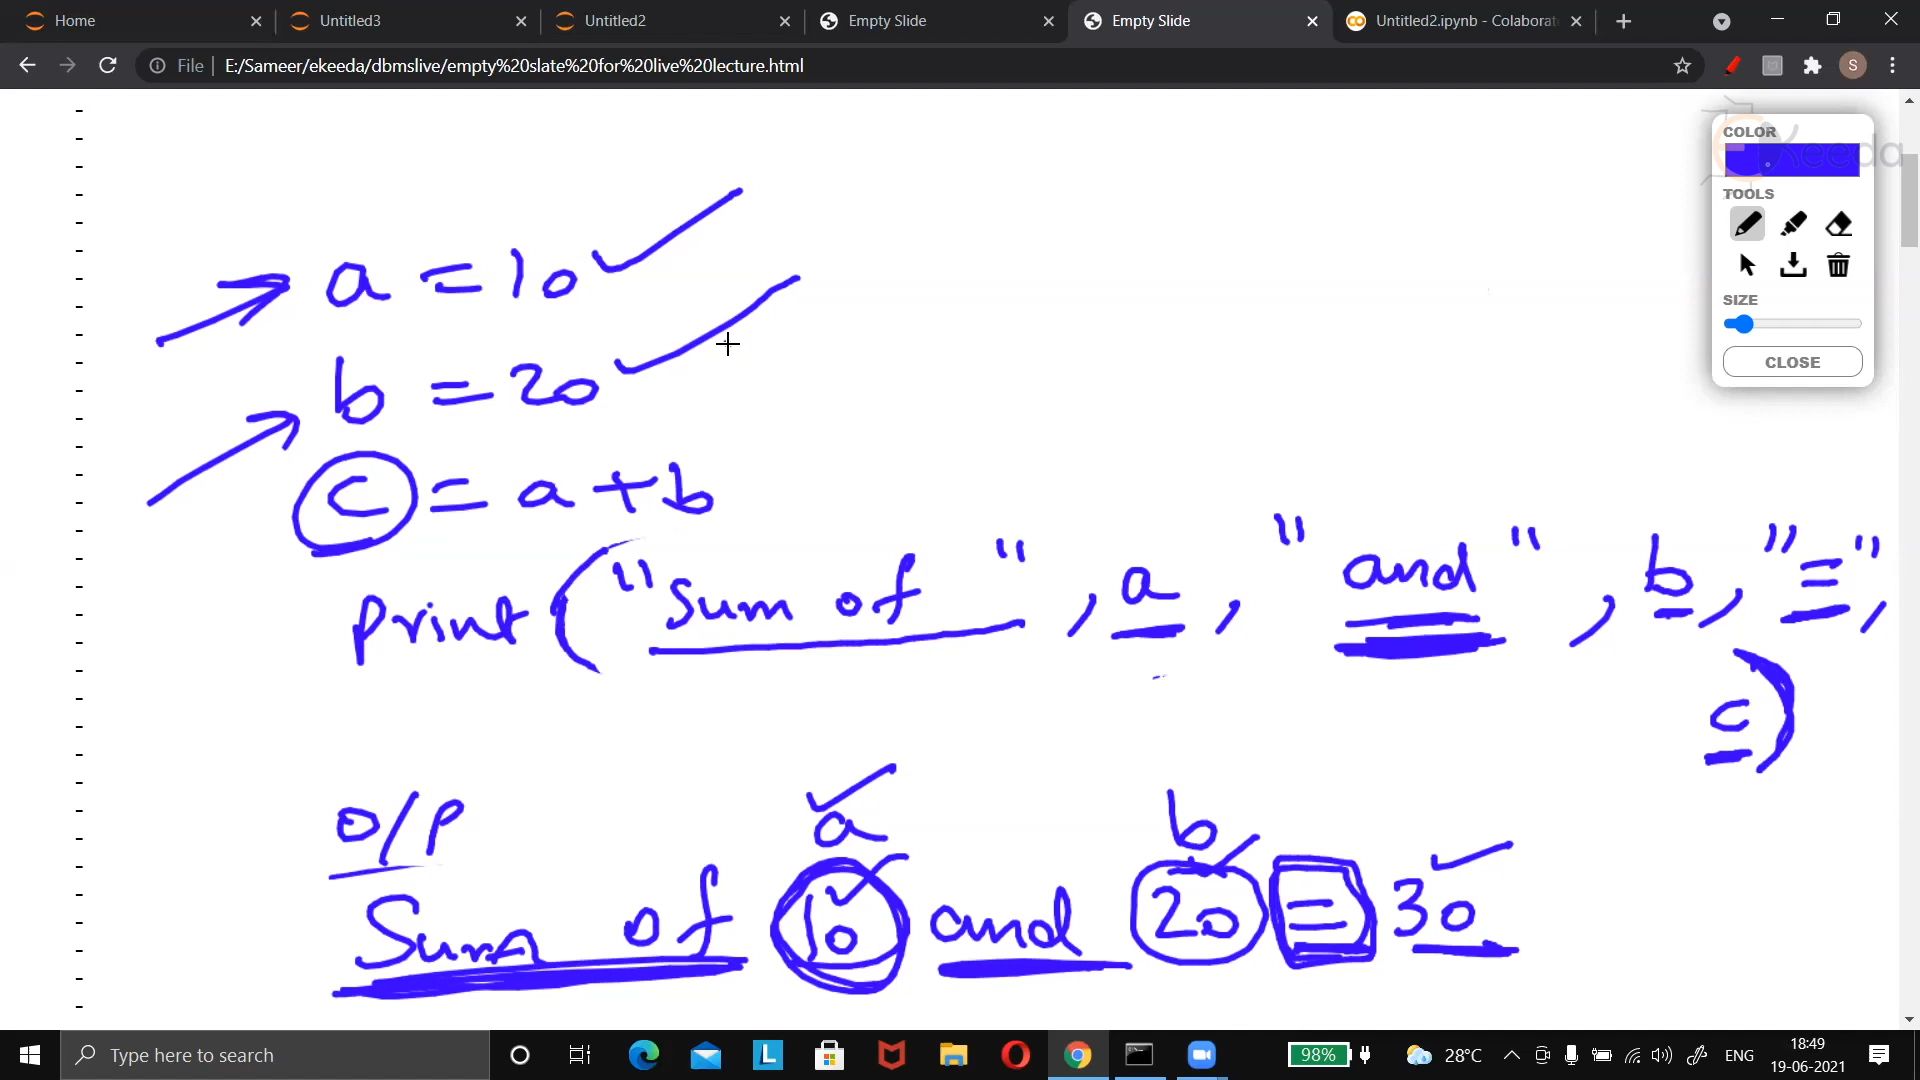 Home
Untitled3
Untitled2
Empty Slide
Empty Slide
Untitled2.ipynb - Colaborat
File
E:/Sameer/ekeeda/dbmslive/empty%20slate%20for%20live%20lecture.html
S
COLOR
TOOLS
SIZE
CLOSE
a = 10
b = 20
c = a + b
print ("Sum of ", a, "and", b, "=",
c)
O/P
a b
Sum of 10 and 20 = 30
Type here to search
98%
28°C
ENG
18:49
19-06-2021